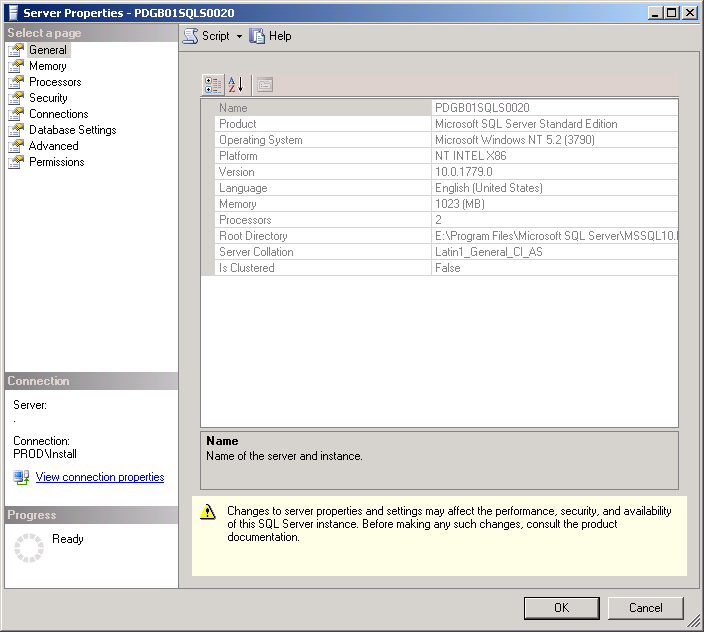 Server Properties - PDGB01SQLS0020
Select a page
General
Memory
Processors
Security
Connections
Database Settings
Advanced
Permissions
Script
Help
Name PDGB01SQLS0020
Product Microsoft SQL Server Standard Edition
Operating System Microsoft Windows NT 5.2 (3790)
Platform NT INTEL X86
Version 10.0.1779.0
Language English (United States)
Memory 1023 (MB)
Processors 2
Root Directory E:\Program Files\Microsoft SQL Server\MSSQL10.
Server Collation Latin1_General_CI_AS
Is Clustered False
Connection
Server:
.
Connection:
PROD\Install
View connection properties
Progress
Ready
Name
Name of the server and instance.
Changes to server properties and settings may affect the performance, security, and availability
of this SQL Server instance. Before making any such changes, consult the product
documentation.
OK
Cancel